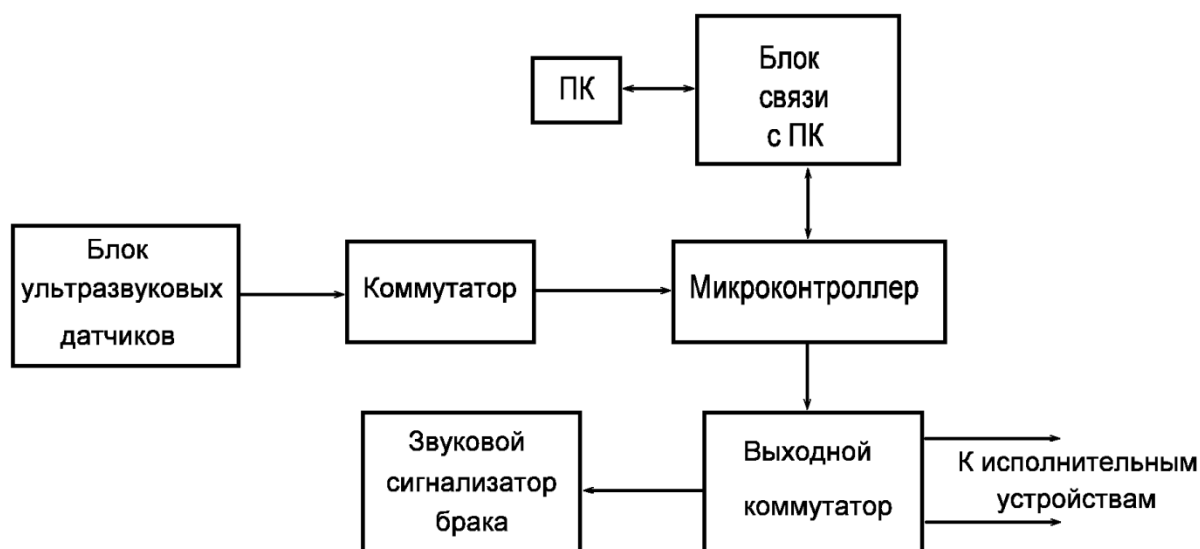 ПК
Блок
связи
с ПК
Блок
ультразвуковых
датчиков
Коммутатор
Микроконтроллер
Звуковой
сигнализатор
брака
Выходной
коммутатор
К исполнительным
устройствам